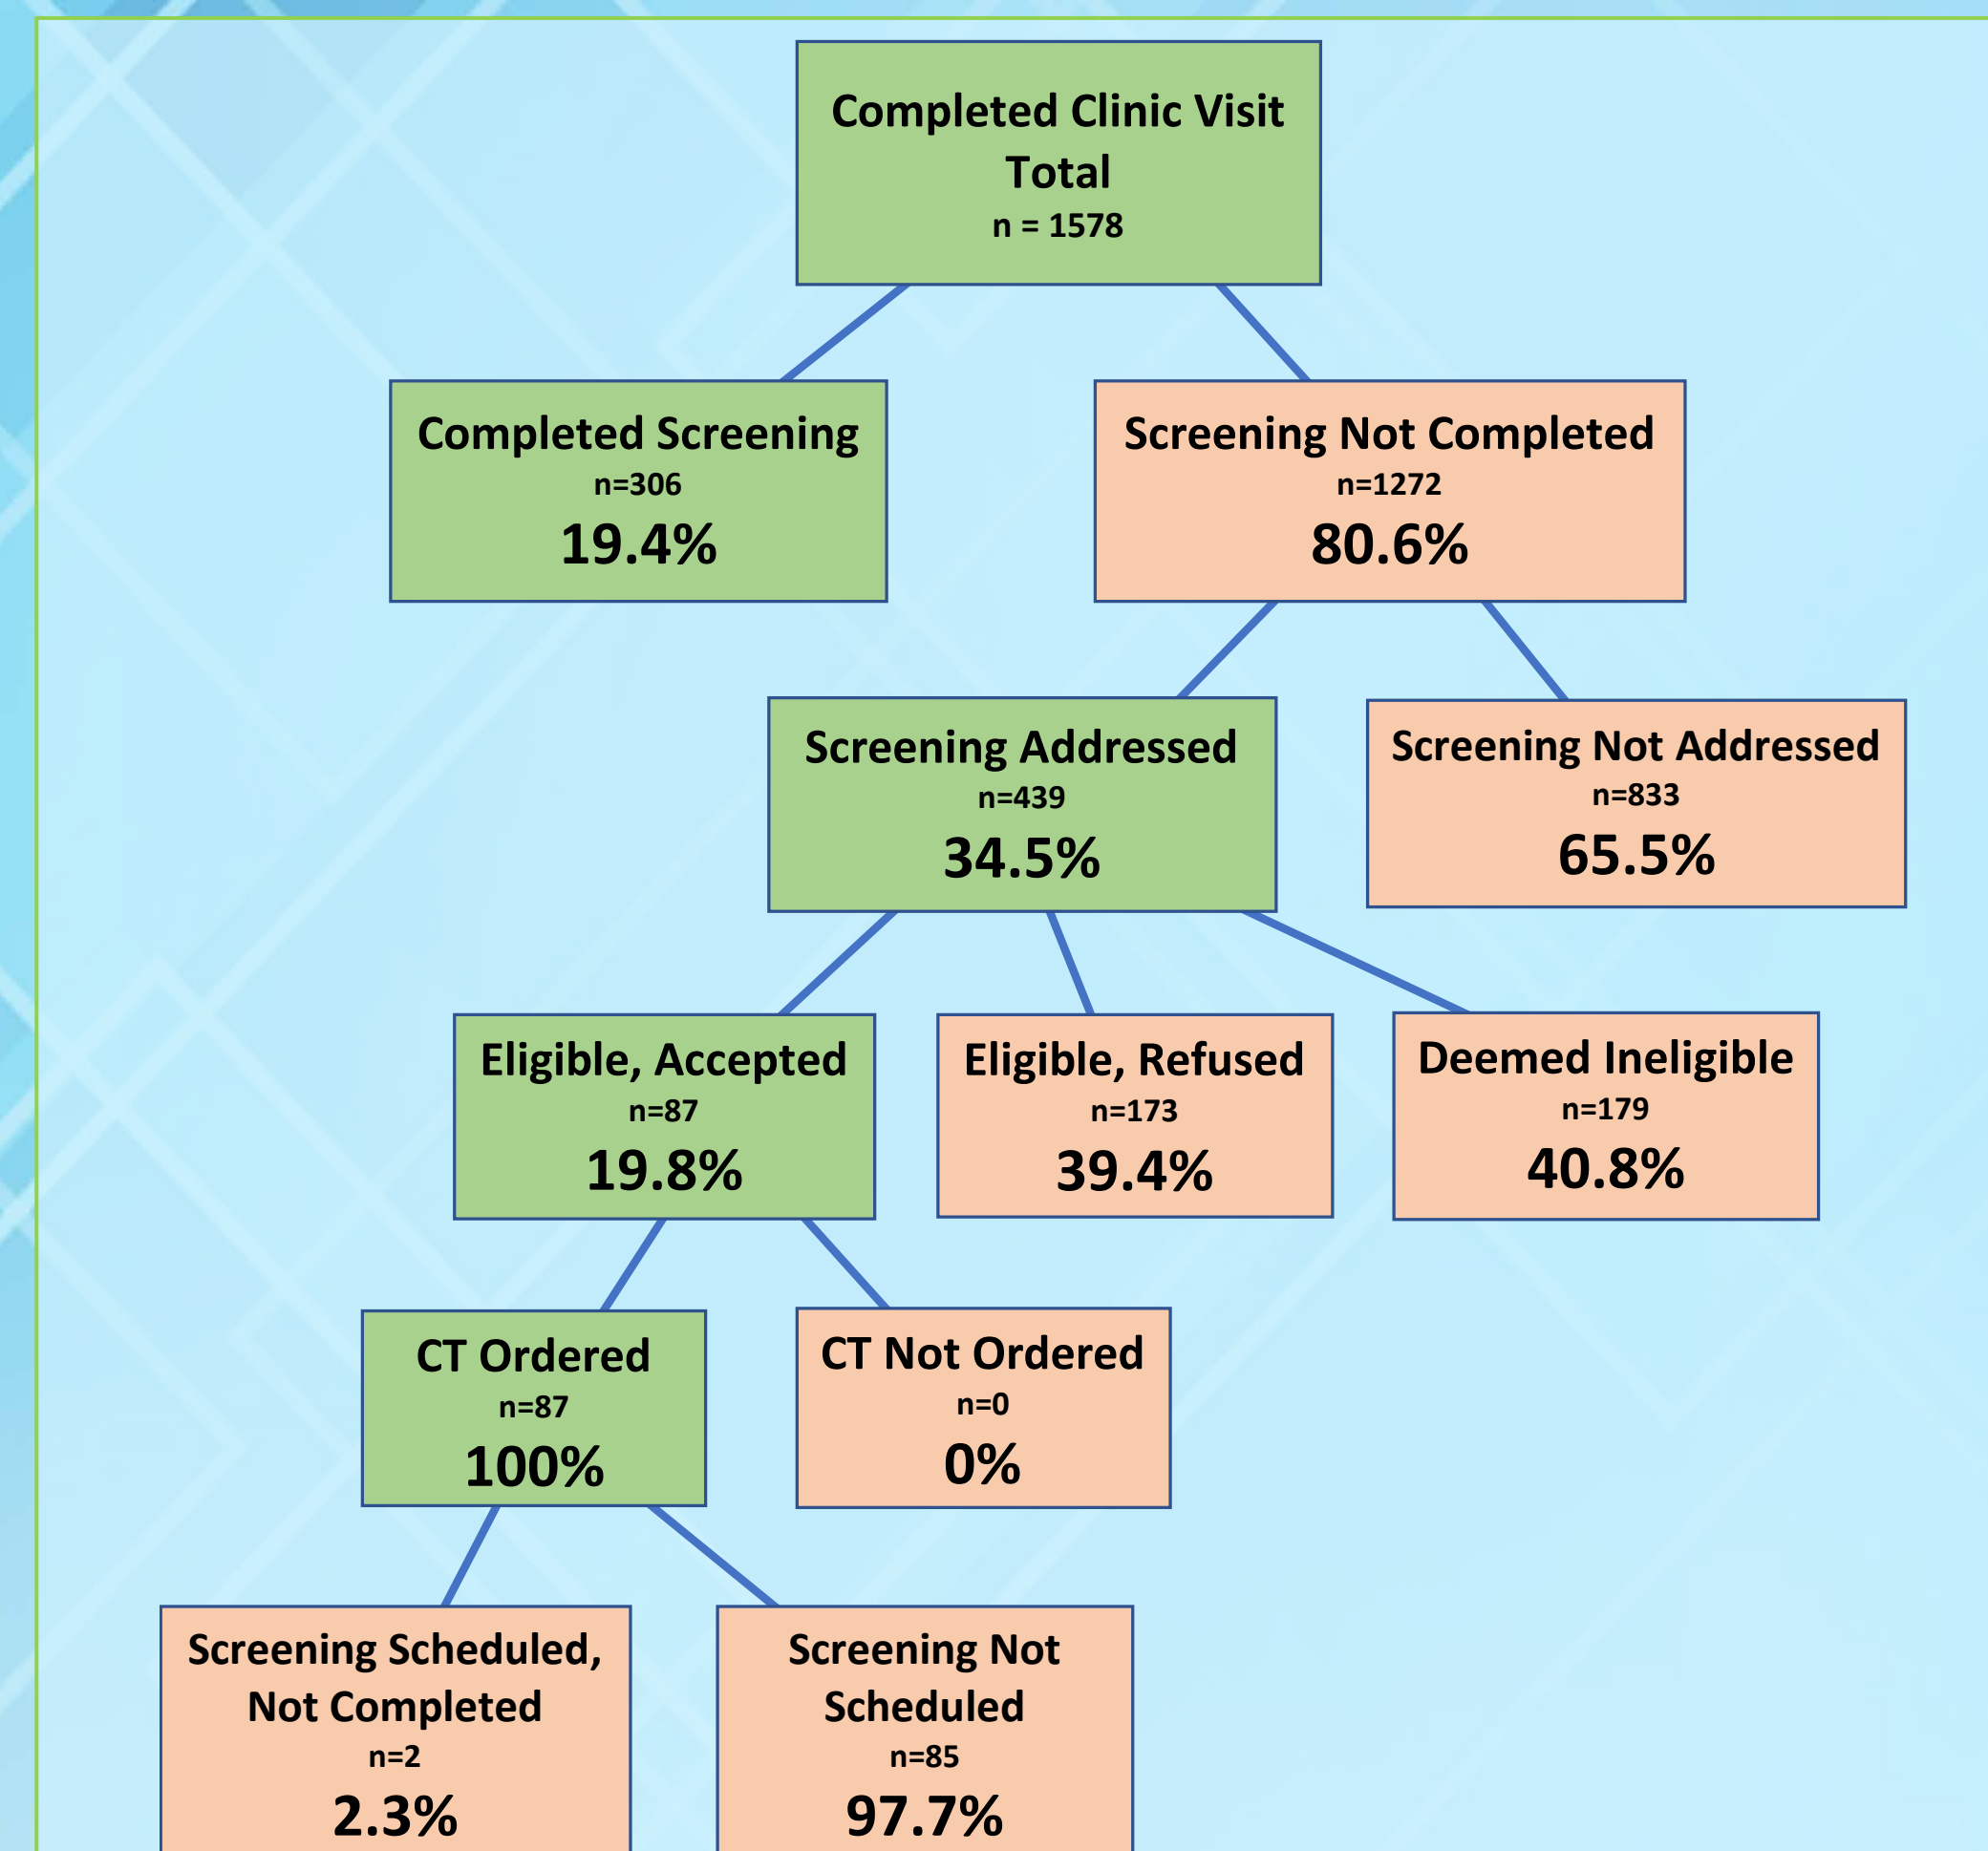 Completed Clinic Visit
Total
n = 1578
Completed Screening
n=306
19.4%
Screening Not Completed
n=1272
80.6%
Screening Addressed
n=439
34.5%
Screening Not Addressed
n=833
65.5%
Eligible, Accepted
n=87
19.8%
Eligible, Refused
n=173
39.4%
Deemed Ineligible
n=179
40.8%
CT Ordered
n=87
100%
CT Not Ordered
n=0
0%
Screening Scheduled,
Not Completed
n=2
2.3%
Screening Not
Scheduled
n=85
97.7%